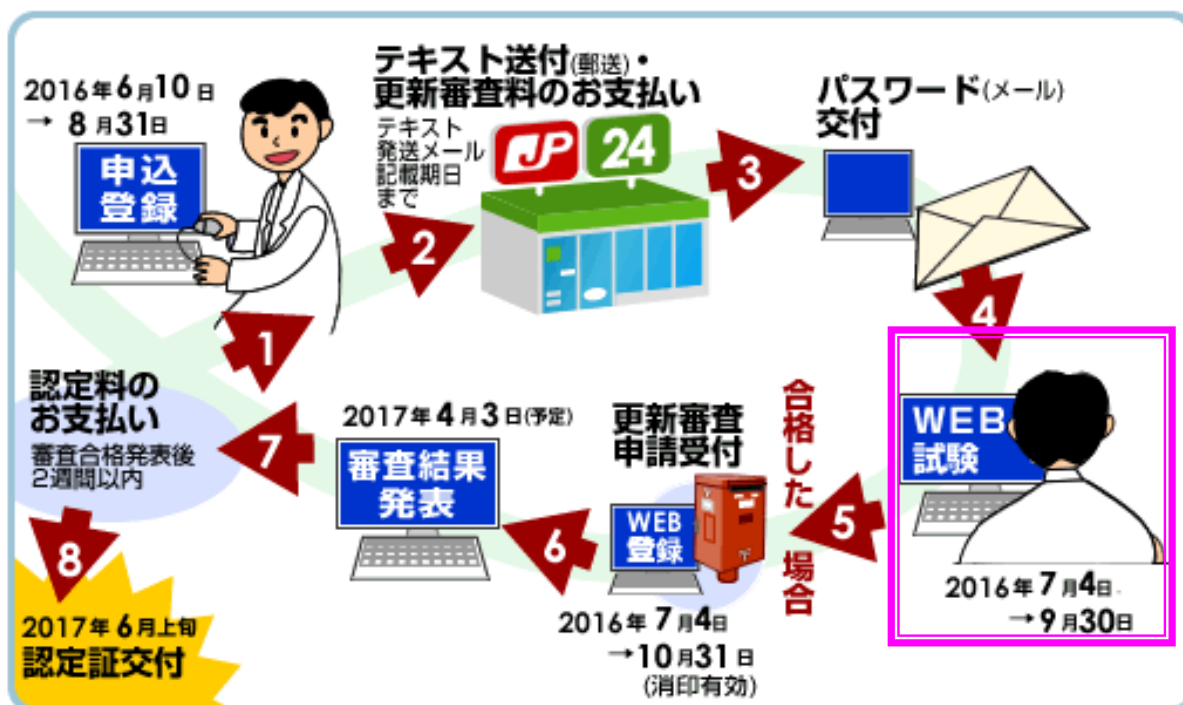 2016年6月10日
→ 8月31日
申込
登録
1
テキスト送付(郵送)・
更新審査料のお支払い
テキスト
発送メール
記載期日
まで
JP
24
2
3
パスワード(メール)
交付
4
WEB
試験
2016年 7月4日
→ 9月30日
5
合格した 場合
更新審査
申請受付
WEB
登録
2016年 7月4日
→10月31日
(消印有効)
6
2017年4月3日(予定)
審査結果
発表
7
認定料の
お支払い
審査合格発表後
2週間以内
8
2017年6月上旬
認定証交付